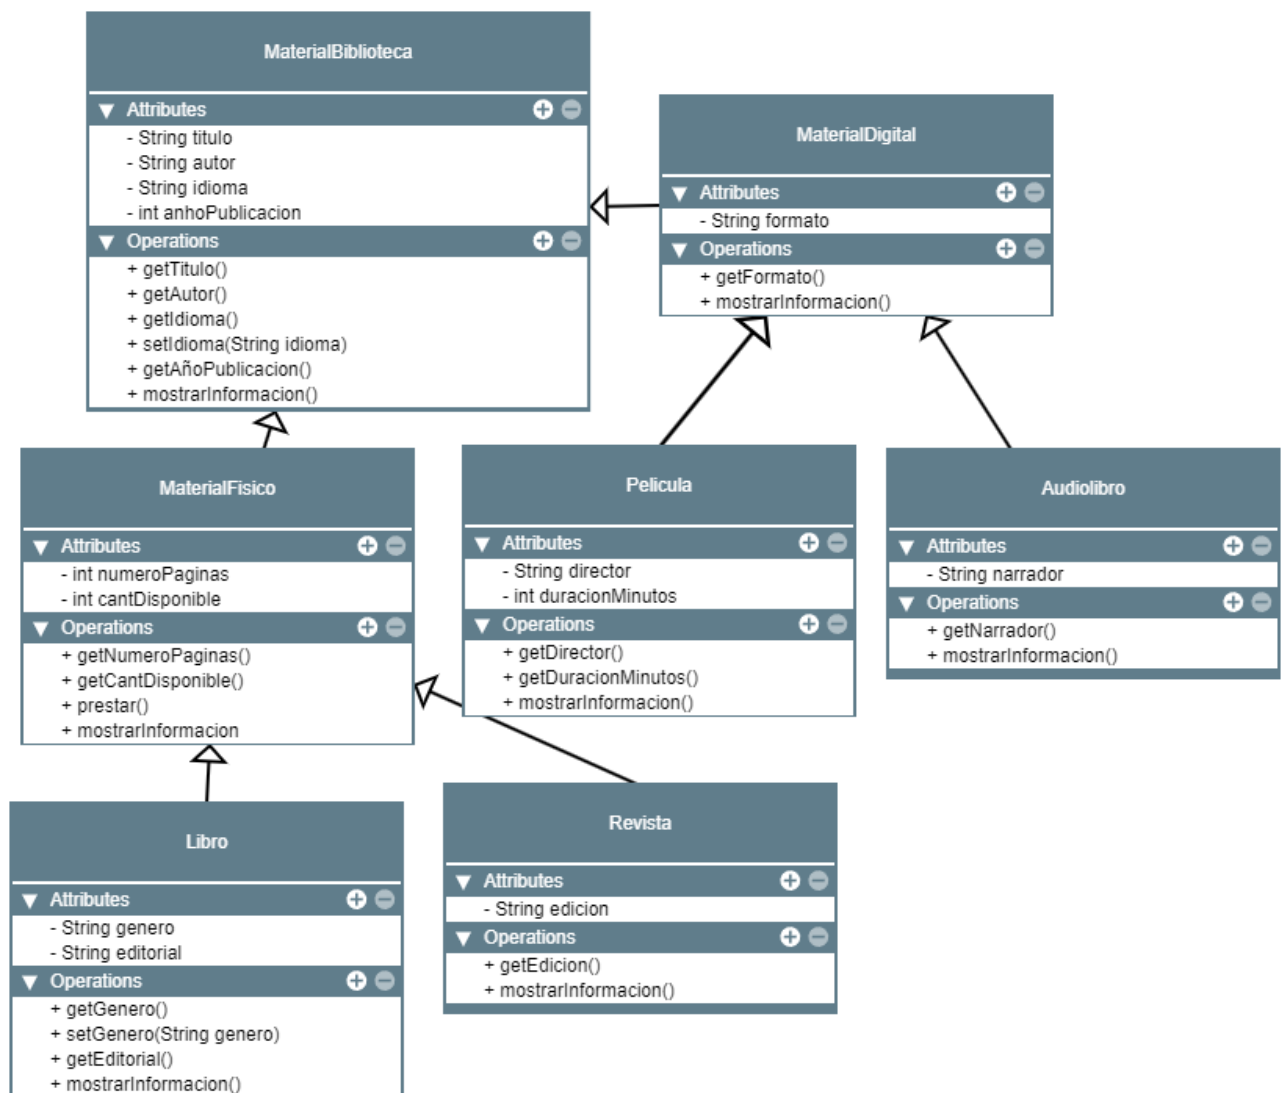 MaterialBiblioteca
Attributes
- String titulo
- String autor
- String idioma
- int anhoPublicacion
Operations
+ getTitulo()
+ getAutor()
+ getIdioma()
+ setIdioma(String idioma)
+ getAñoPublicacion()
+ mostrarInformacion()
MaterialDigital
Attributes
- String formato
Operations
+ getFormato()
+ mostrarInformacion()
MaterialFisico
Attributes
- int numeroPaginas
- int cantDisponible
Operations
+ getNumeroPaginas()
+ getCantDisponible()
+ prestar()
+ mostrarInformacion
Pelicula
Attributes
- String director
- int duracionMinutos
Operations
+ getDirector()
+ getDuracionMinutos()
+ mostrarInformacion()
Audiolibro
Attributes
- String narrador
Operations
+ getNarrador()
+ mostrarInformacion()
Libro
Attributes
- String genero
- String editorial
Operations
+ getGenero()
+ setGenero(String genero)
+ getEditorial()
+ mostrarInformacion()
Revista
Attributes
- String edicion
Operations
+ getEdicion()
+ mostrarInformacion()